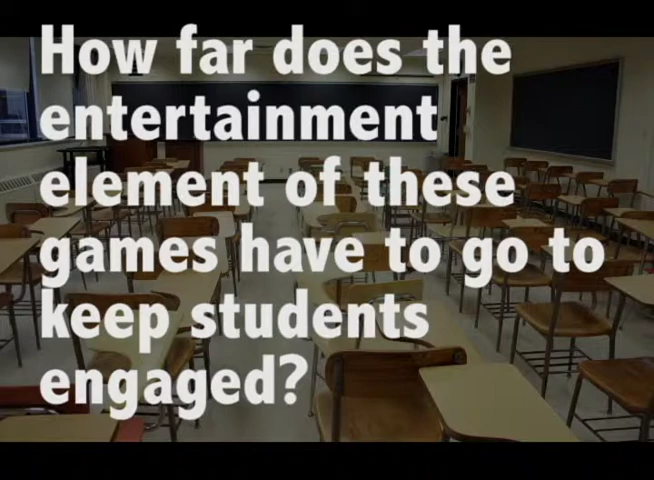 How far does the
entertainment
element of these
games have to go to
keep students
engaged?